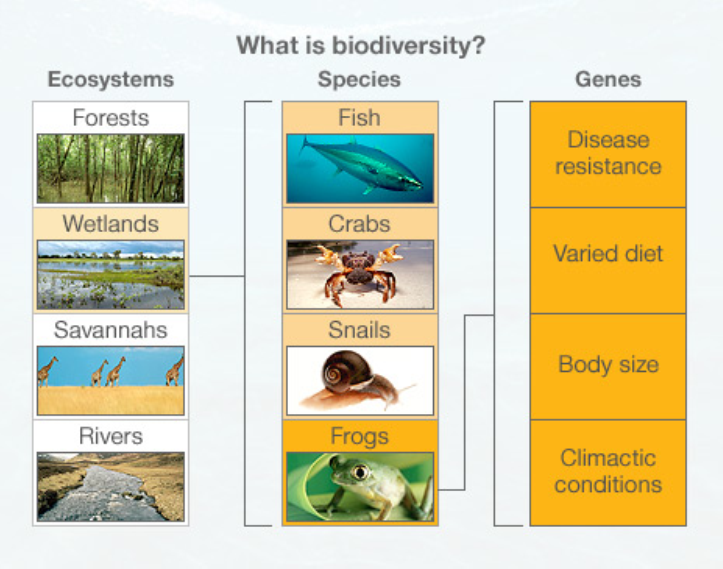 What is biodiversity?
Ecosystems
Species
Genes
Forests
Wetlands
Savannahs
Rivers
Fish
Crabs
Snails
Frogs
Disease
resistance
Varied diet
Body size
Climactic
conditions